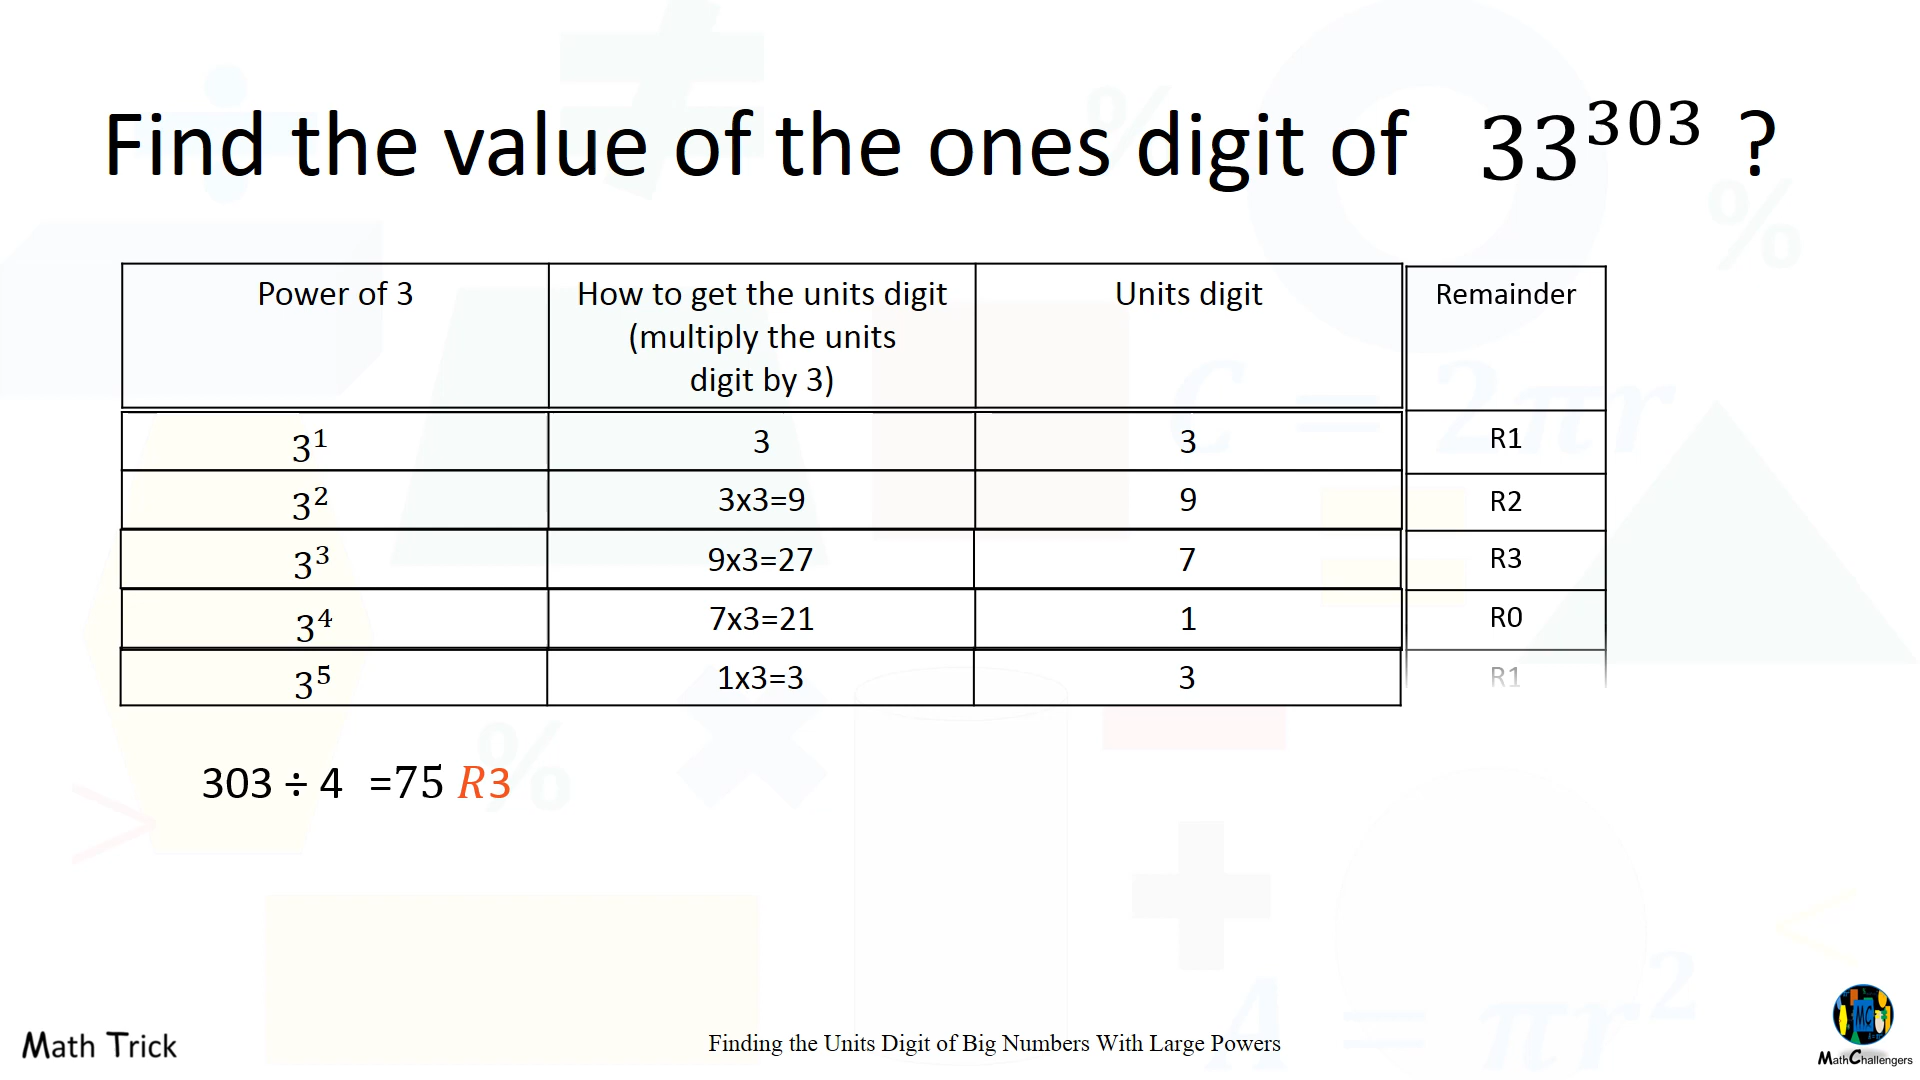 Find the value of the ones digit of 33³⁰³ ?
Power of 3
How to get the units digit
(multiply the units
digit by 3)
Units digit
Remainder
3¹
3
3
R1
3²
3x3=9
9
R2
3³
9x3=27
7
R3
3⁴
7x3=21
1
R0
3⁵
1x3=3
3
R1
303 ÷ 4 =75 R3
% % %
C = 2πr
> <
A = πr²
Math Trick
Finding the Units Digit of Big Numbers With Large Powers
MC
MathChallengers